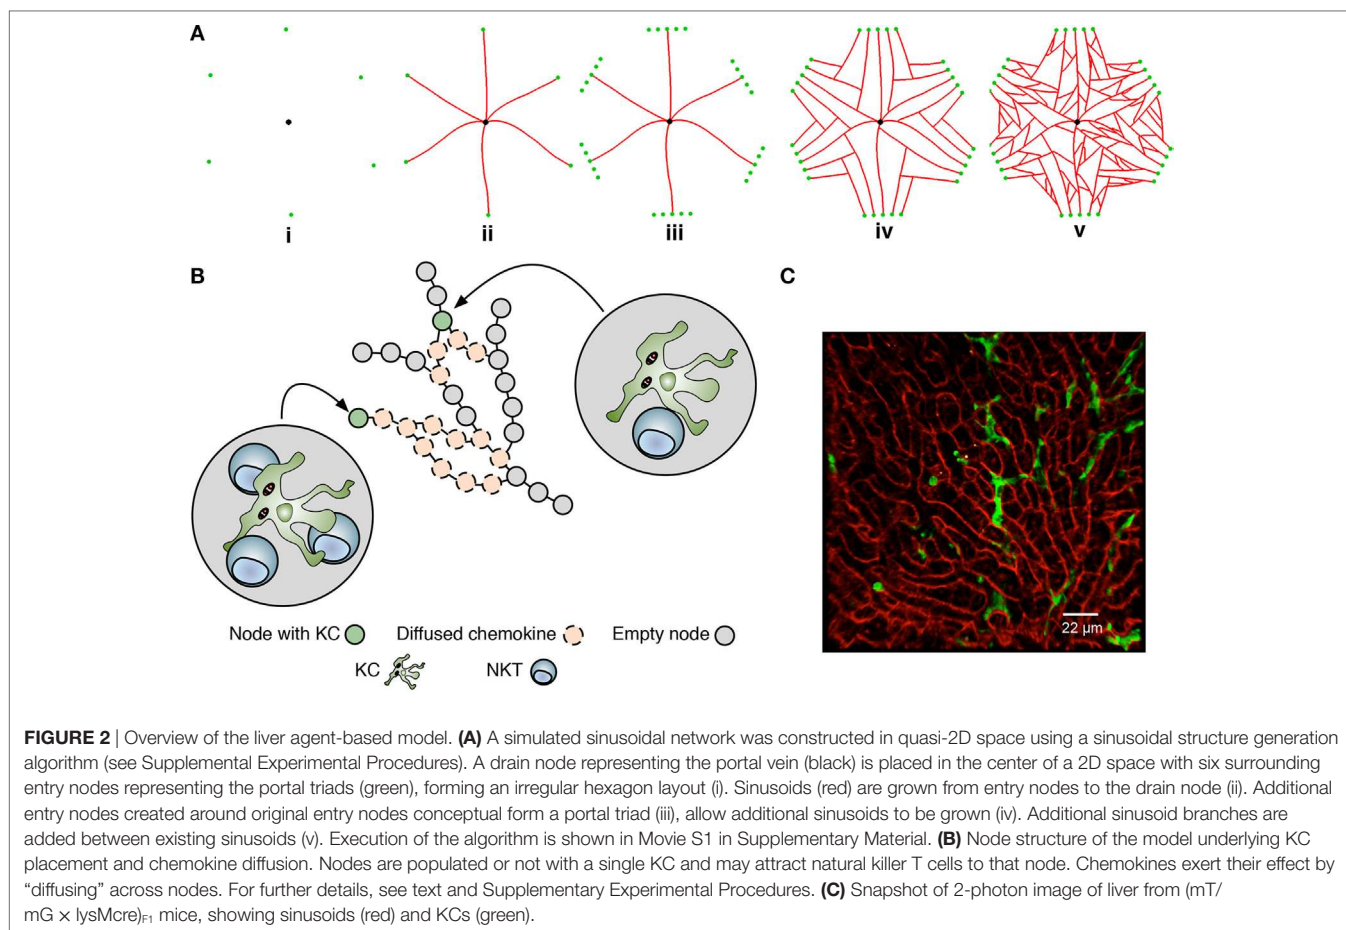 A
i
ii
iii
iv
v
B
C
22 µm
Node with KC
Diffused chemokine
Empty node
KC
NKT
FIGURE 2 | Overview of the liver agent-based model. (A) A simulated sinusoidal network was constructed in quasi-2D space using a sinusoidal structure generation
algorithm (see Supplemental Experimental Procedures). A drain node representing the portal vein (black) is placed in the center of a 2D space with six surrounding
entry nodes representing the portal triads (green), forming an irregular hexagon layout (i). Sinusoids (red) are grown from entry nodes to the drain node (ii). Additional
entry nodes created around original entry nodes conceptual form a portal triad (iii), allow additional sinusoids to be grown (iv). Additional sinusoid branches are
added between existing sinusoids (v). Execution of the algorithm is shown in Movie S1 in Supplementary Material. (B) Node structure of the model underlying KC
placement and chemokine diffusion. Nodes are populated or not with a single KC and may attract natural killer T cells to that node. Chemokines exert their effect by
“diffusing” across nodes. For further details, see text and Supplementary Experimental Procedures. (C) Snapshot of 2-photon image of liver from (mT/
mG × lysMcre)F1 mice, showing sinusoids (red) and KCs (green).